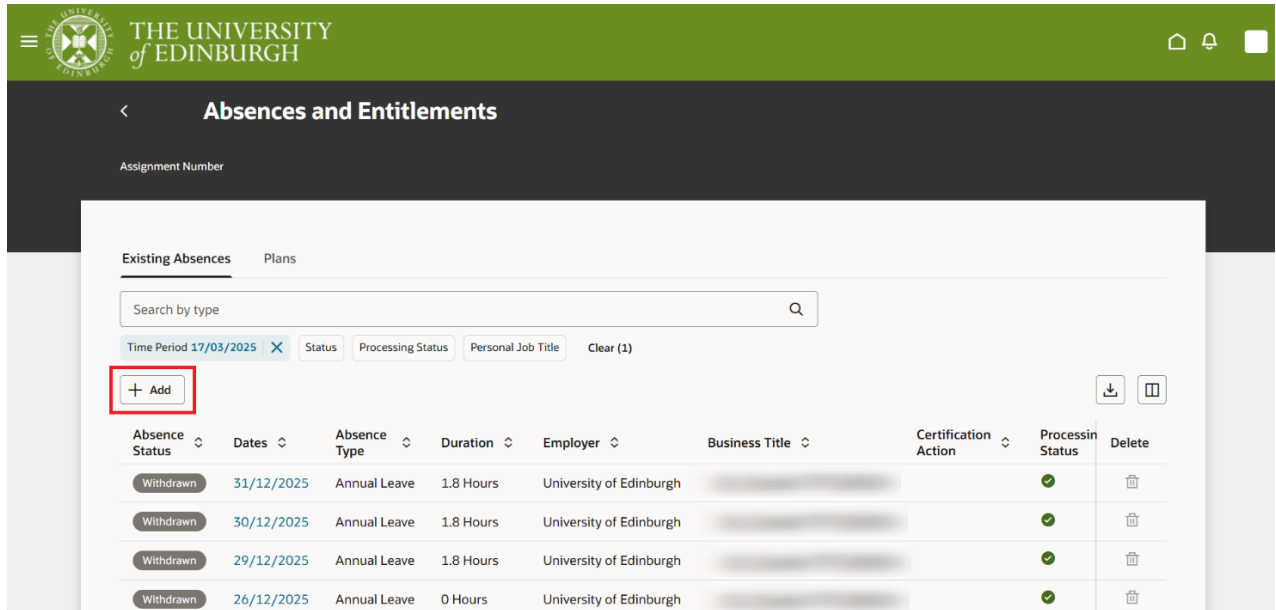 THE UNIVERSITY
of EDINBURGH
Absences and Entitlements
Assignment Number
Existing Absences Plans
Search by type
Time Period 17/03/2025 Status Processing Status Personal Job Title Clear (1)
+ Add
Absence Status Dates Absence Type Duration Employer Business Title Certification Action Processin Status Delete
Withdrawn 31/12/2025 Annual Leave 1.8 Hours University of Edinburgh
Withdrawn 30/12/2025 Annual Leave 1.8 Hours University of Edinburgh
Withdrawn 29/12/2025 Annual Leave 1.8 Hours University of Edinburgh
Withdrawn 26/12/2025 Annual Leave 0 Hours University of Edinburgh